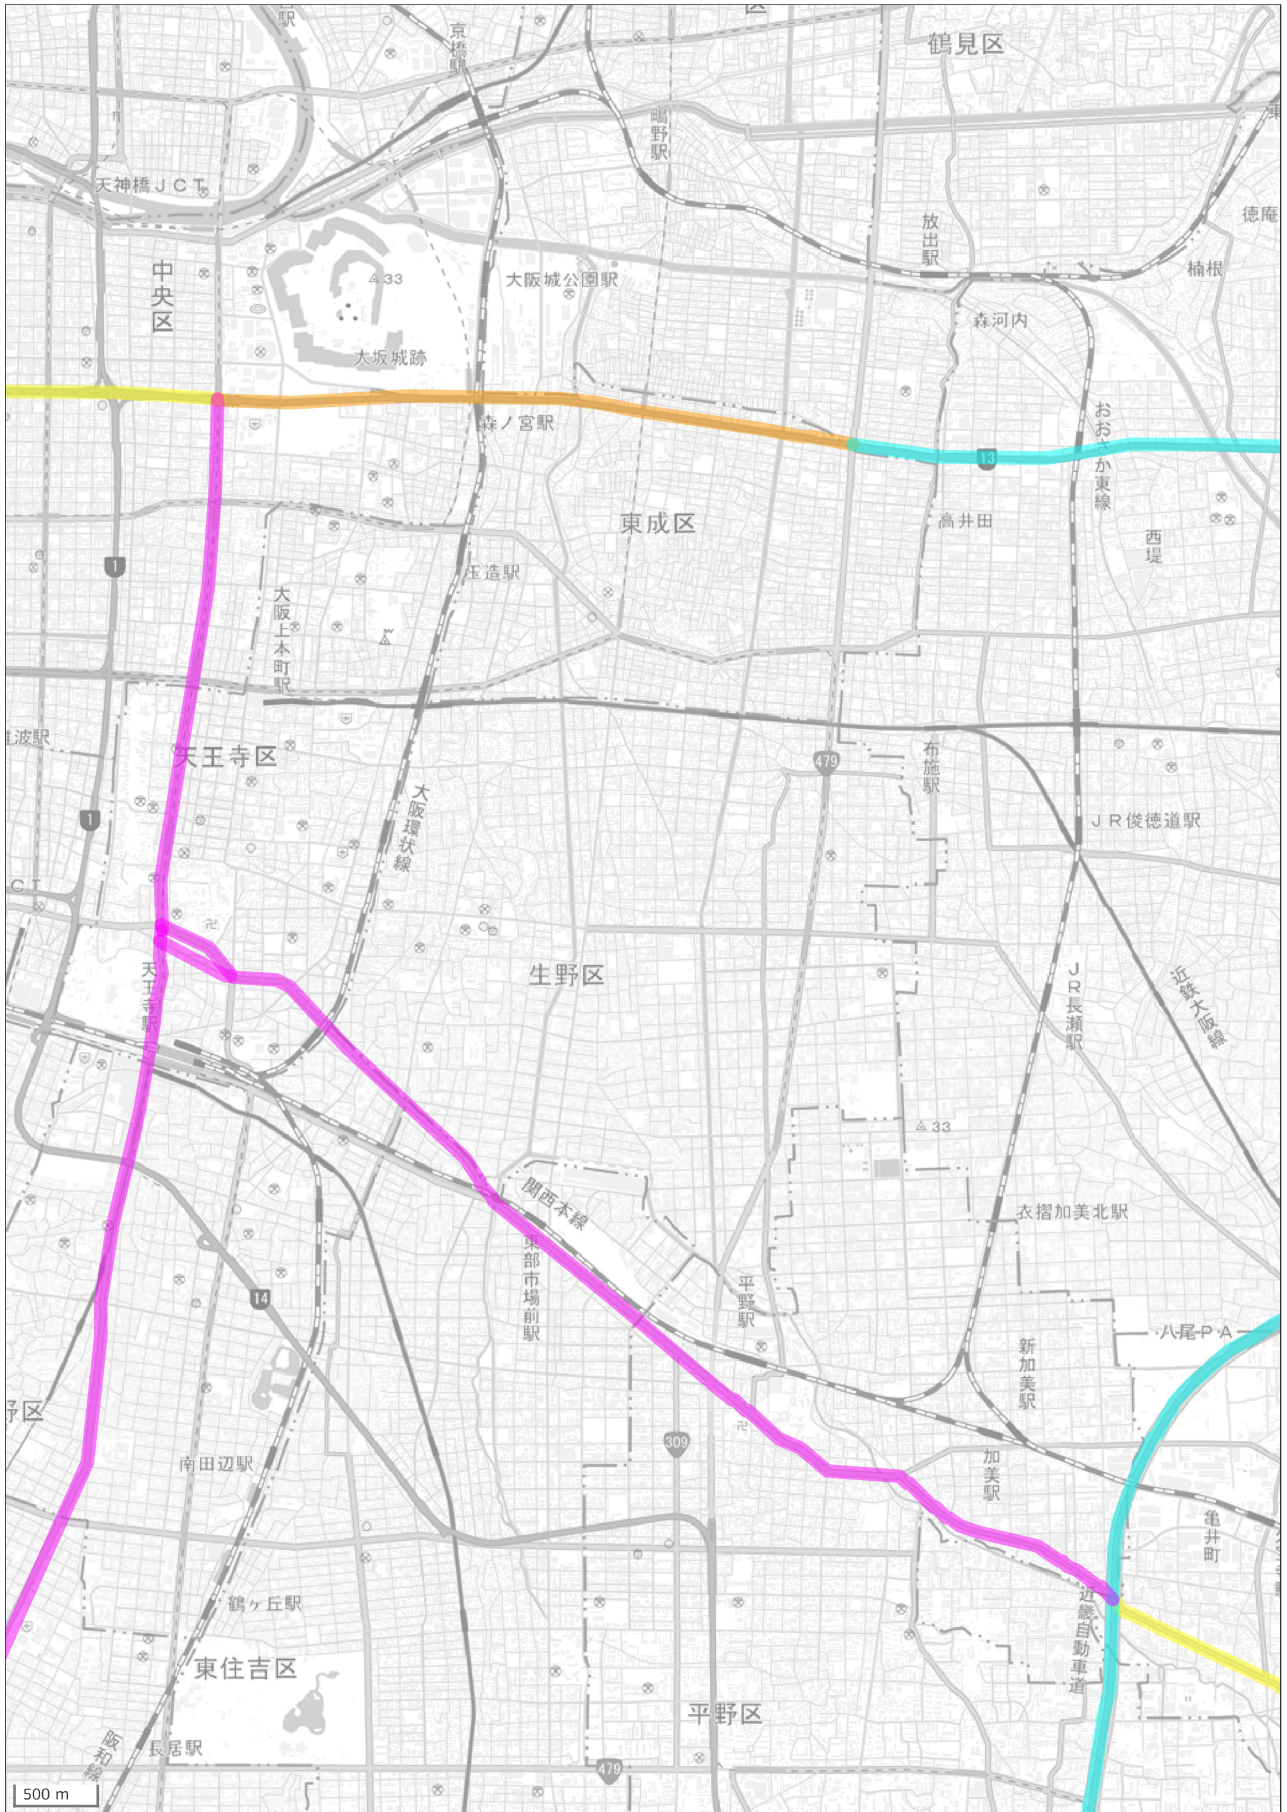 京橋駅
鶴見区
鴫野駅
天神橋ＪＣＴ
放出駅
徳庵
中央区
33
大阪城公園駅
楠根
森河内
大坂城跡
おおさか東線
森ノ宮駅
13
東成区
高井田
西堤
1
玉造駅
大阪上本町駅
波駅
天王寺区
布施駅
479
大阪環状線
1
ＪＲ俊徳道駅
ＣＴ
天王寺駅
生野区
ＪＲ長瀬駅
近鉄大阪線
33
関西本線
衣摺加美北駅
東部市場前駅
平野駅
14
八尾ＰＡ
新加美駅
野区
309
南田辺駅
加美駅
亀井町
鶴ヶ丘駅
近畿自動車道
東住吉区
平野区
阪和線
長居駅
479
500 m